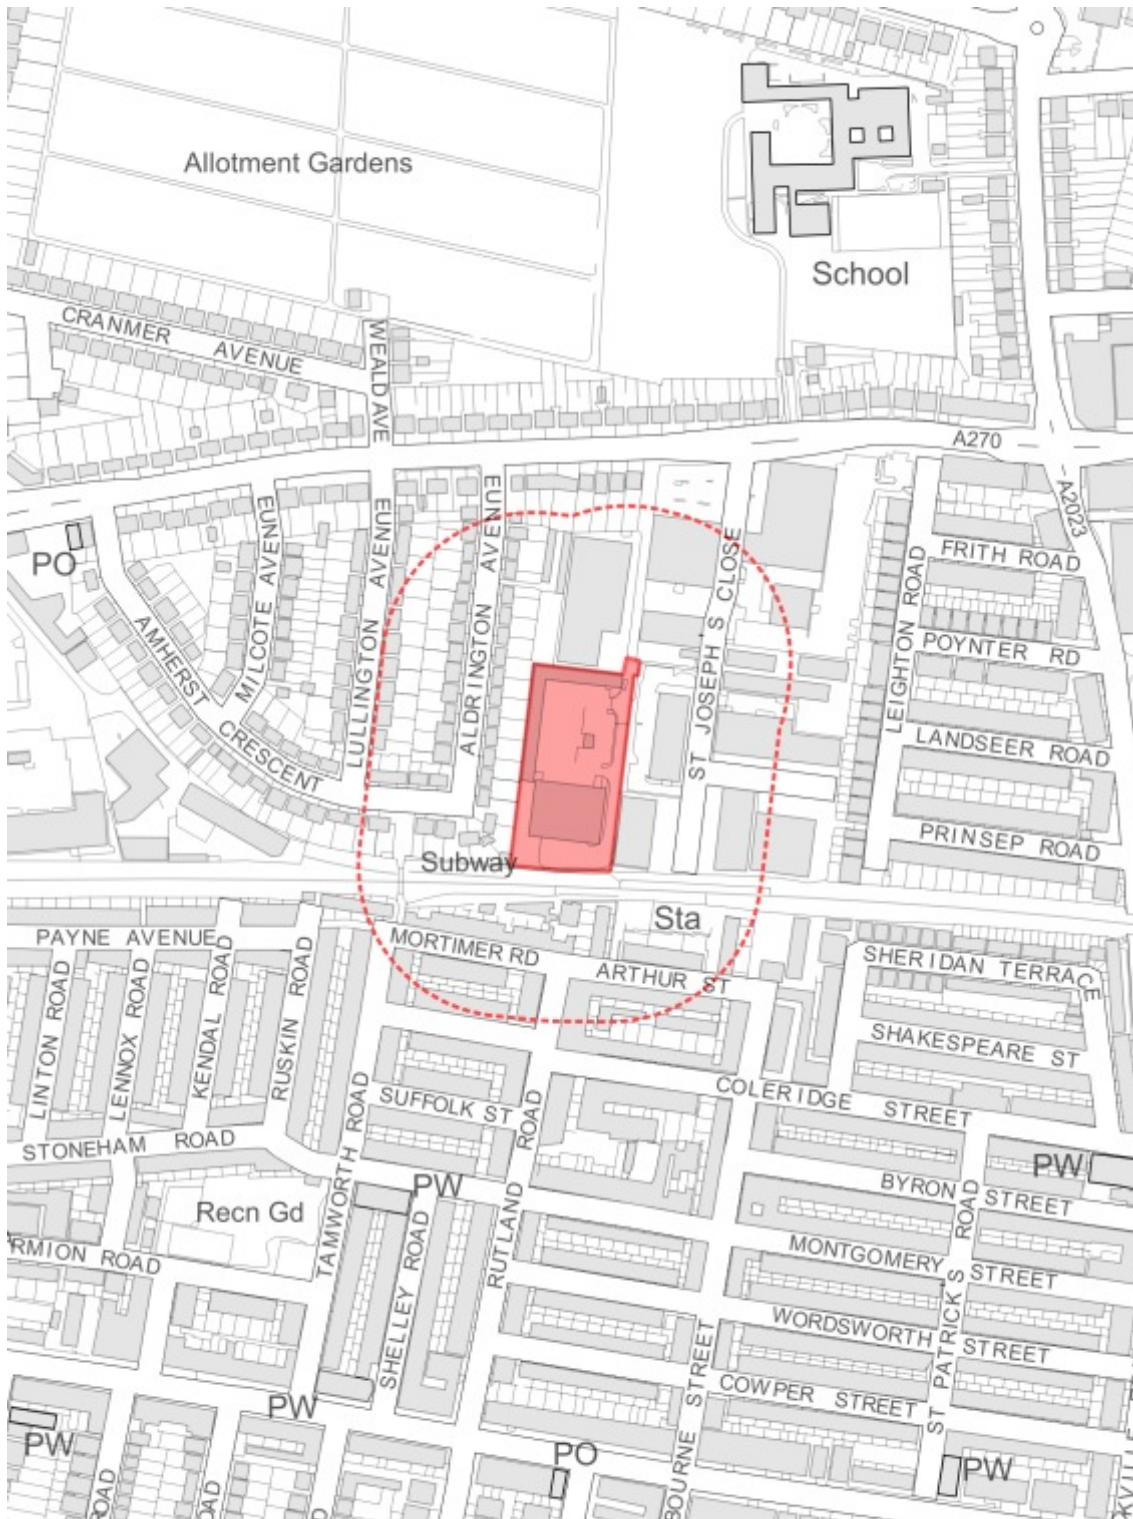 Allotment Gardens
School
CRANMER AVENUE
WEALD AVE
A270
A2023
PO
AMHERST CRESCENT
MILCOTE AVENUE
LULLINGTON AVENUE
ALDRINGTON AVENUE
ST JOSEPH'S CLOSE
LEIGHTON ROAD
FRITH ROAD
POYNTER RD
LANDSEER ROAD
PRINSEP ROAD
Subway
Sta
PAYNE AVENUE
MORTIMER RD
ARTHUR ST
SHERIDAN TERRACE
LINTON ROAD
LENNOX ROAD
KENDAL ROAD
RUSKIN ROAD
SHAKESPEARE ST
COLERIDGE STREET
TAMWORTH ROAD
SUFFOLK ST
RUTLAND ROAD
STONEHAM ROAD
PW
PW
BYRON STREET
Recn Gd
SHELLEY ROAD
RMION ROAD
MONTGOMERY STREET
ST PATRICK'S ROAD
WORDSWORTH STREET
COWPER STREET
BOURNE STREET
PW
PW
PO
PW
ROAD
OAD